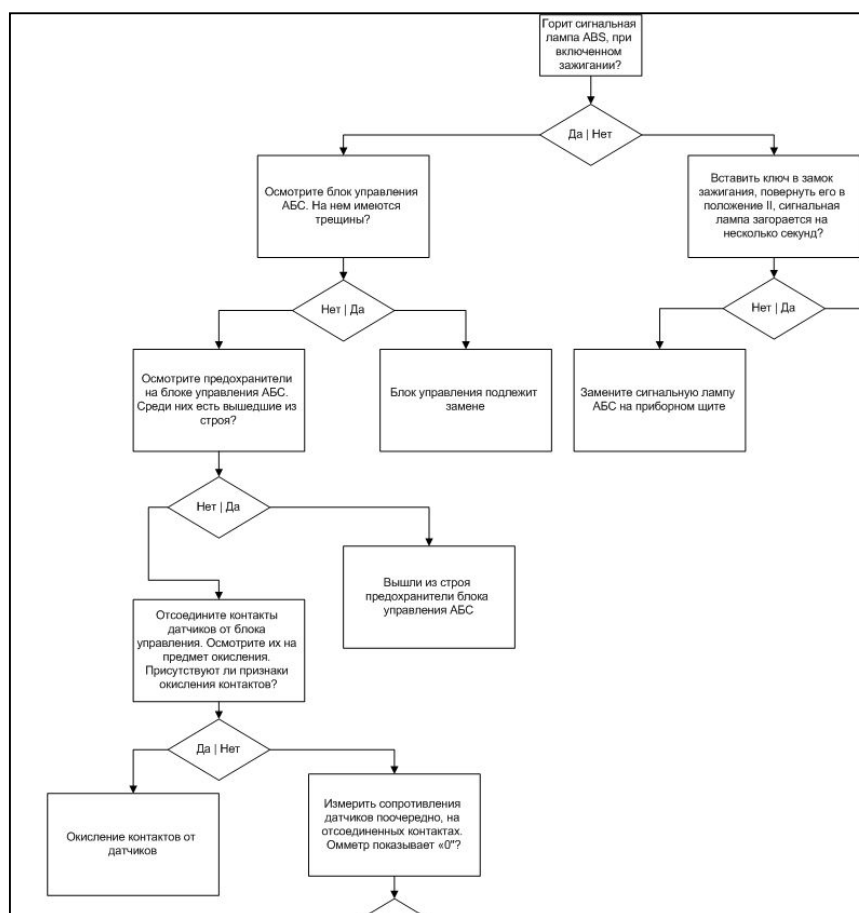 Горит сигнальная
лампа ABS, при
включенном
зажигании?
Да | Нет
Осмотрите блок управления
АБС. На нем имеются
трещины?
Вставить ключ в замок
зажигания, повернуть его в
положение II, сигнальная
лампа загорается на
несколько секунд?
Нет | Да
Нет | Да
Осмотрите предохранители
на блоке управления АБС.
Среди них есть вышедшие из
строя?
Блок управления подлежит
замене
Замените сигнальную лампу
АБС на приборном щите
Нет | Да
Вышли из строя
предохранители блока
управления АБС
Отсоедините контакты
датчиков от блока
управления. Осмотрите их на
предмет окисления.
Присутствуют ли признаки
окисления контактов?
Да | Нет
Окисление контактов от
датчиков
Измерить сопротивления
датчиков поочередно, на
отсоединенных контактах.
Омметр показывает «0"?